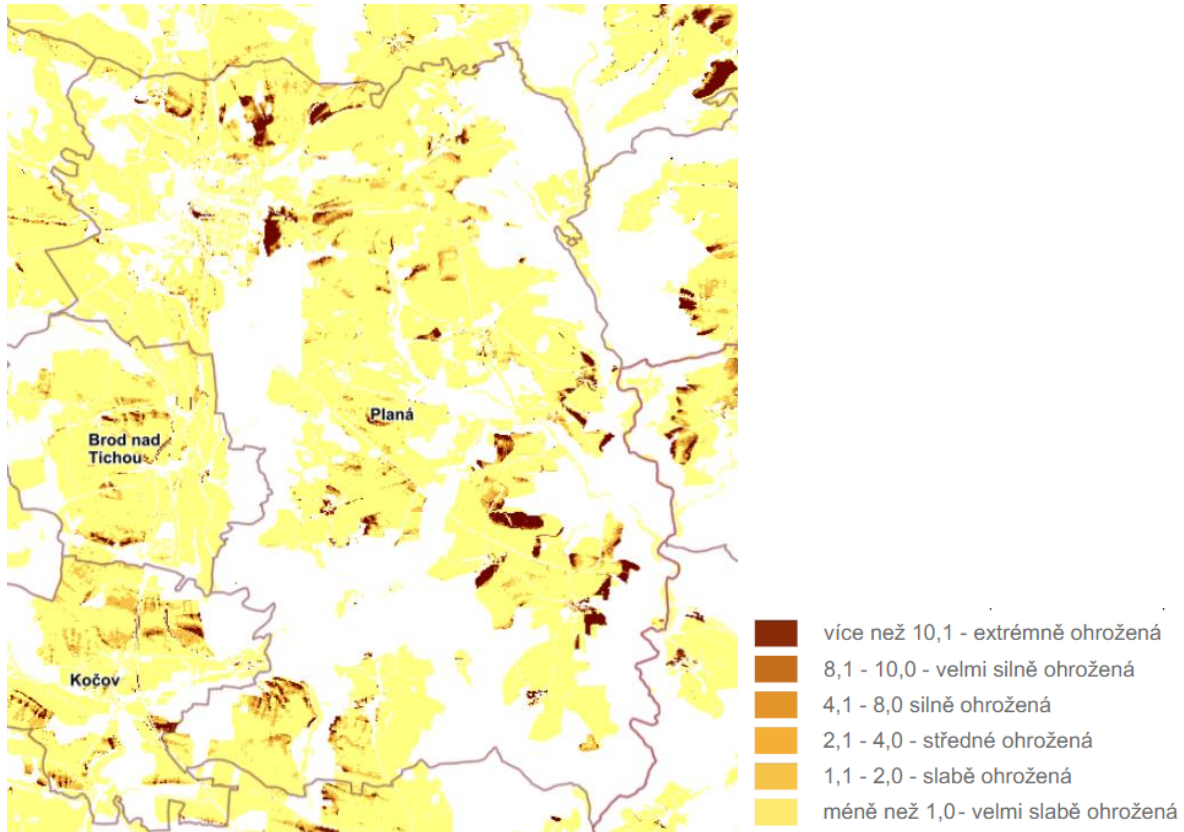 Planá
Brod nad
Tichou
Kočov
více než 10,1 - extrémně ohrožená
8,1 - 10,0 - velmi silně ohrožená
4,1 - 8,0 silně ohrožená
2,1 - 4,0 - středné ohrožená
1,1 - 2,0 - slabě ohrožená
méně než 1,0 - velmi slabě ohrožená